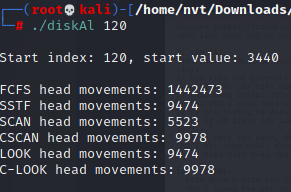 (root💀kali)-[/home/nvt/Downloads/
# ./diskAl 120
Start index: 120, start value: 3440
FCFS head movements: 1442473
SSTF head movements: 9474
SCAN head movements: 5523
CSCAN head movements: 9978
LOOK head movements: 9474
C-LOOK head movements: 9978